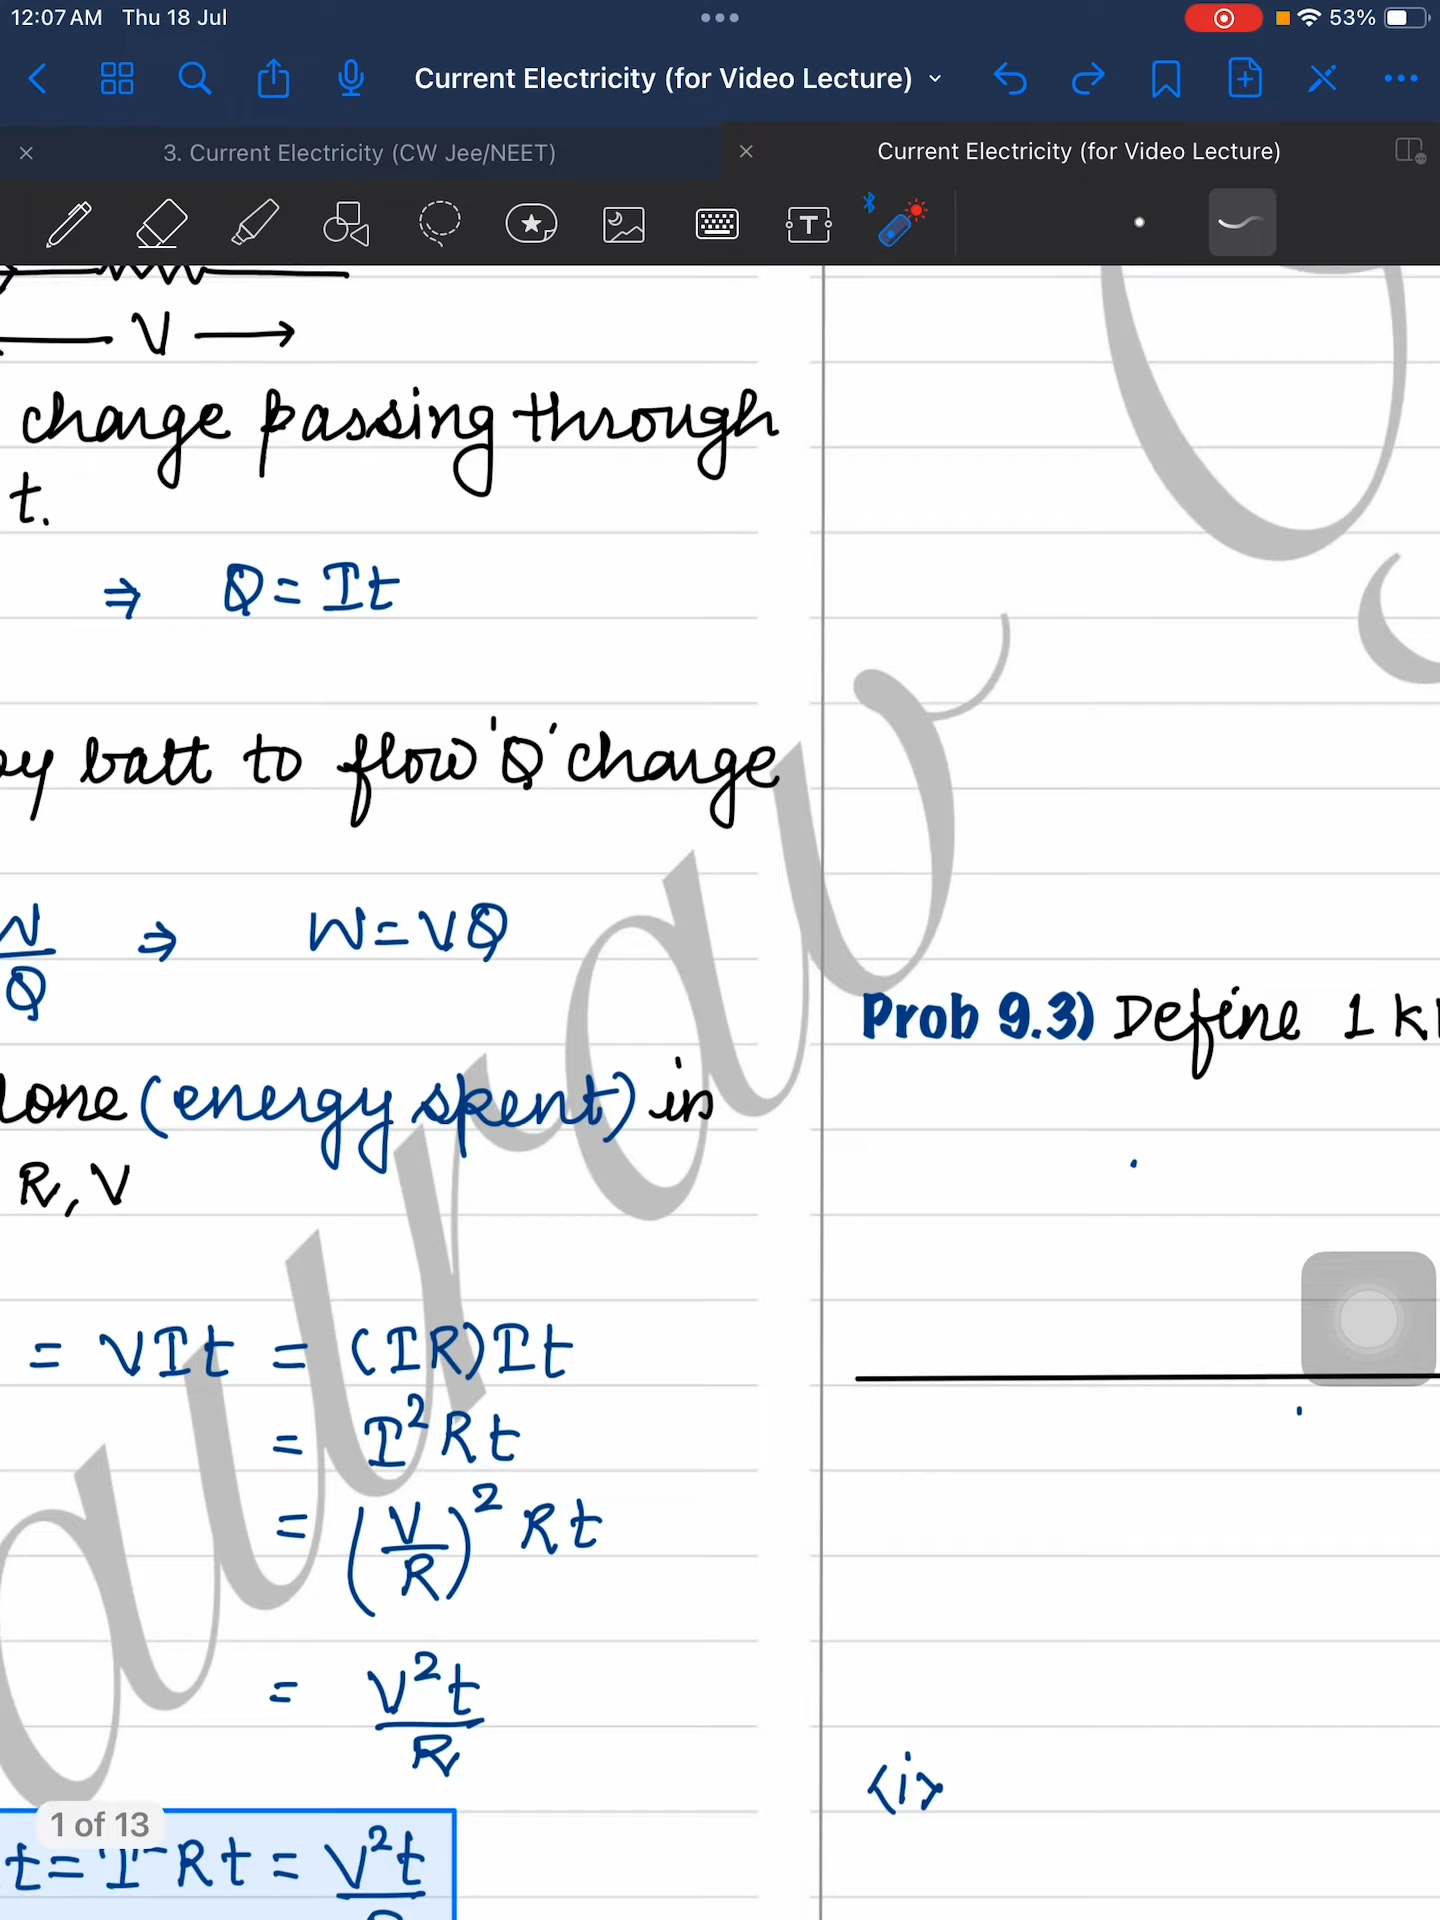 12:07 AM Thu 18 Jul
53%
Current Electricity (for Video Lecture)
3. Current Electricity (CW Jee/NEET)
Current Electricity (for Video Lecture)
V
charge passing through
t.
⇒ Q = It
batt to flow 'Q' charge
Q ⇒ W = VQ
(energy spent) in
R, V
= VIt = (IR)It
= I²Rt
= (V/R)² Rt
= V²t/R
1 of 13
t = I²Rt = V²t
Prob 9.3) Define 1
(i)